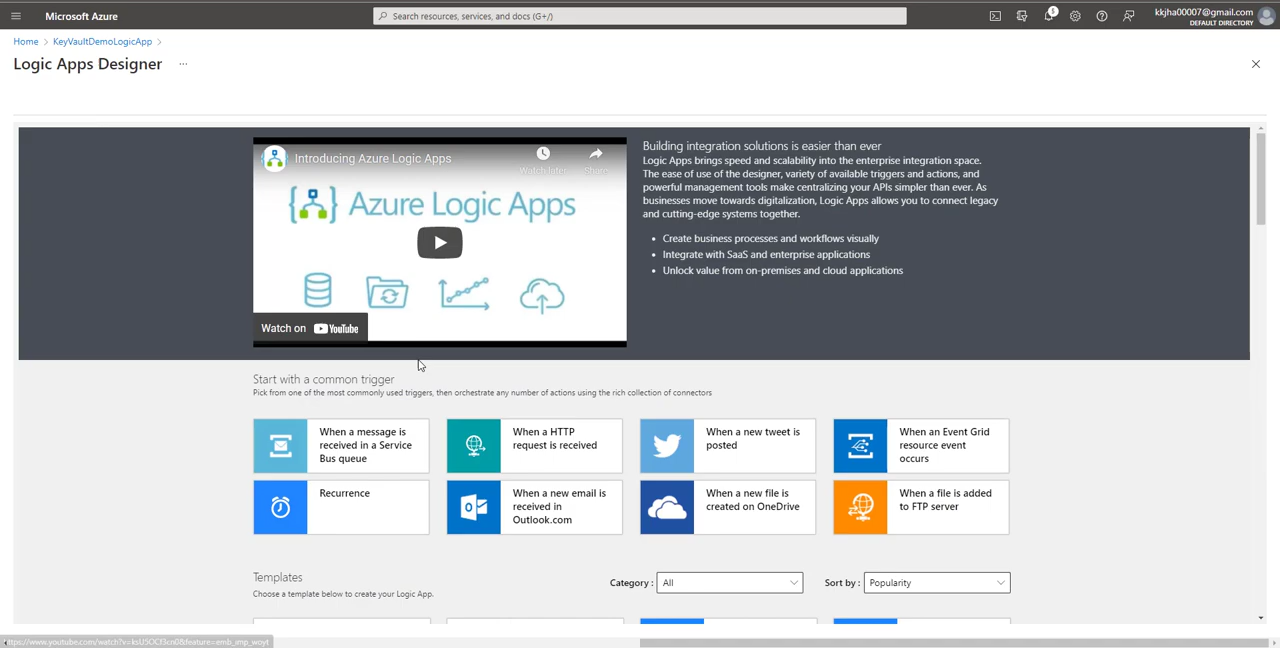 Microsoft Azure
Search resources, services, and docs (G+/)
5
kkjha00007@gmail.com
DEFAULT DIRECTORY
Home > KeyVaultDemoLogicApp >
Logic Apps Designer ...
Introducing Azure Logic Apps
Watch later
Share
Azure Logic Apps
Watch on YouTube
Building integration solutions is easier than ever
Logic Apps brings speed and scalability into the enterprise integration space.
The ease of use of the designer, variety of available triggers and actions, and
powerful management tools make centralizing your APIs simpler than ever. As
businesses move towards digitalization, Logic Apps allows you to connect legacy
and cutting-edge systems together.
• Create business processes and workflows visually
• Integrate with SaaS and enterprise applications
• Unlock value from on-premises and cloud applications
Start with a common trigger
Pick from one of the most commonly used triggers, then orchestrate any number of actions using the rich collection of connectors
When a message is
received in a Service
Bus queue
When a HTTP
request is received
When a new tweet is
posted
When an Event Grid
resource event
occurs
Recurrence
When a new email is
received in
Outlook.com
When a new file is
created on OneDrive
When a file is added
to FTP server
Templates
Choose a template below to create your Logic App.
Category : All
Sort by : Popularity